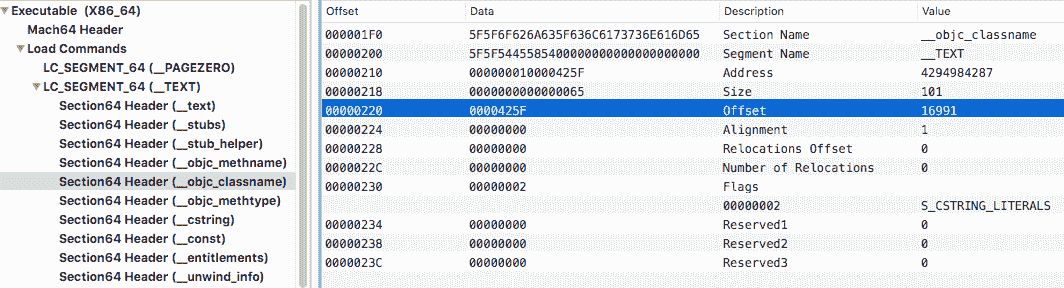 Executable (X86_64)
Mach64 Header
Load Commands
LC_SEGMENT_64 (__PAGEZERO)
LC_SEGMENT_64 (__TEXT)
Section64 Header (__text)
Section64 Header (__stubs)
Section64 Header (__stub_helper)
Section64 Header (__objc_methname)
Section64 Header (__objc_classname)
Section64 Header (__objc_methtype)
Section64 Header (__cstring)
Section64 Header (__const)
Section64 Header (__entitlements)
Section64 Header (__unwind_info)
Offset Data Description Value
000001F0 5F5F6F626A635F636C6173736E616D65 Section Name __objc_classname
00000200 5F5F5445585400000000000000000000 Segment Name __TEXT
00000210 000000010000425F Address 4294984287
00000218 0000000000000065 Size 101
00000220 0000425F Offset 16991
00000224 00000000 Alignment 1
00000228 00000000 Relocations Offset 0
0000022C 00000000 Number of Relocations 0
00000230 00000002 Flags
00000002 S_CSTRING_LITERALS
00000234 00000000 Reserved1 0
00000238 00000000 Reserved2 0
0000023C 00000000 Reserved3 0